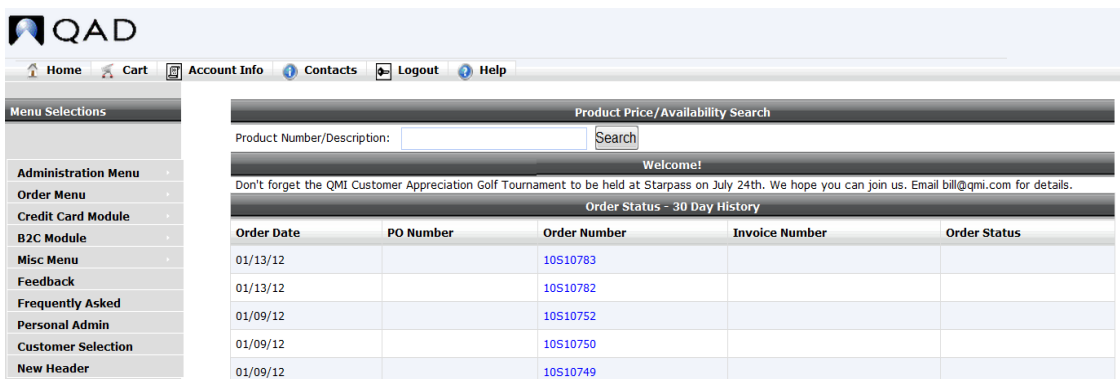 QAD
Home Cart Account Info Contacts Logout Help
Menu Selections
Product Price/Availability Search
Product Number/Description: Search
Welcome!
Don't forget the QMI Customer Appreciation Golf Tournament to be held at Starpass on July 24th. We hope you can join us. Email bill@qmi.com for details.
Order Status - 30 Day History
Administration Menu
Order Menu
Credit Card Module
B2C Module
Misc Menu
Feedback
Frequently Asked
Personal Admin
Customer Selection
New Header
Order Date PO Number Order Number Invoice Number Order Status
01/13/12 10S10783
01/13/12 10S10782
01/09/12 10S10752
01/09/12 10S10750
01/09/12 10S10749